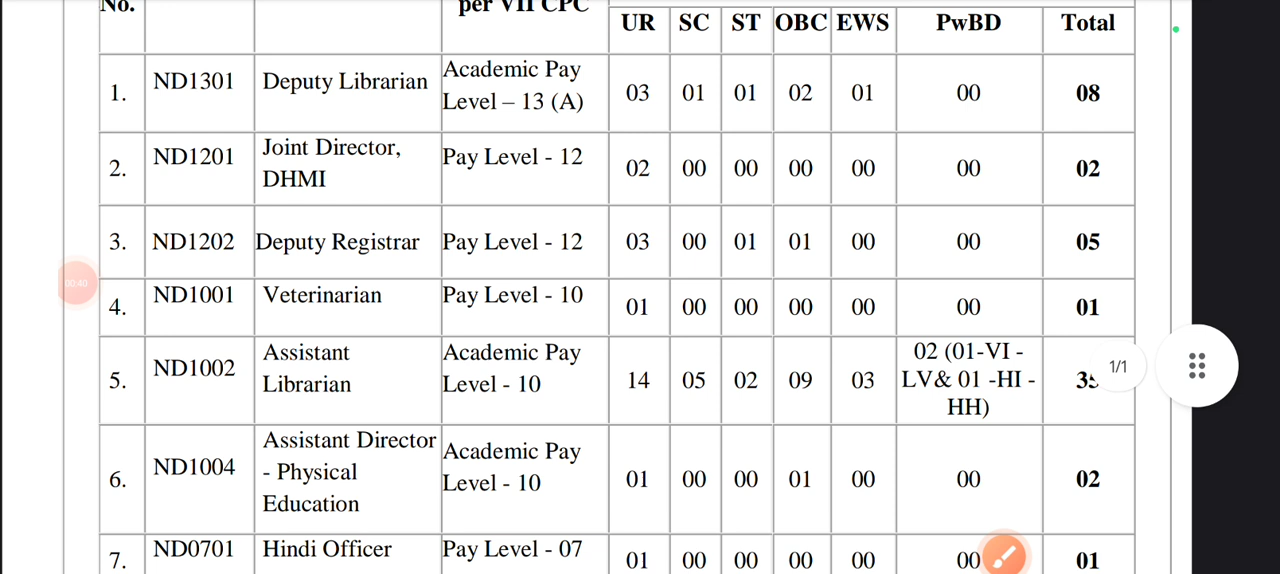 No. per VII CPC
UR SC ST OBC EWS PwBD Total
1. ND1301 Deputy Librarian Academic Pay Level – 13 (A) 03 01 01 02 01 00 08
2. ND1201 Joint Director, DHMI Pay Level - 12 02 00 00 00 00 00 02
3. ND1202 Deputy Registrar Pay Level - 12 03 00 01 01 00 00 05
4. ND1001 Veterinarian Pay Level - 10 01 00 00 00 00 00 01
5. ND1002 Assistant Librarian Academic Pay Level - 10 14 05 02 09 03 02 (01-VI - LV& 01 -HI - HH)
1/1
6. ND1004 Assistant Director - Physical Education Academic Pay Level - 10 01 00 00 01 00 00 02
7. ND0701 Hindi Officer Pay Level - 07 01 00 00 00 00 00 01
00:40